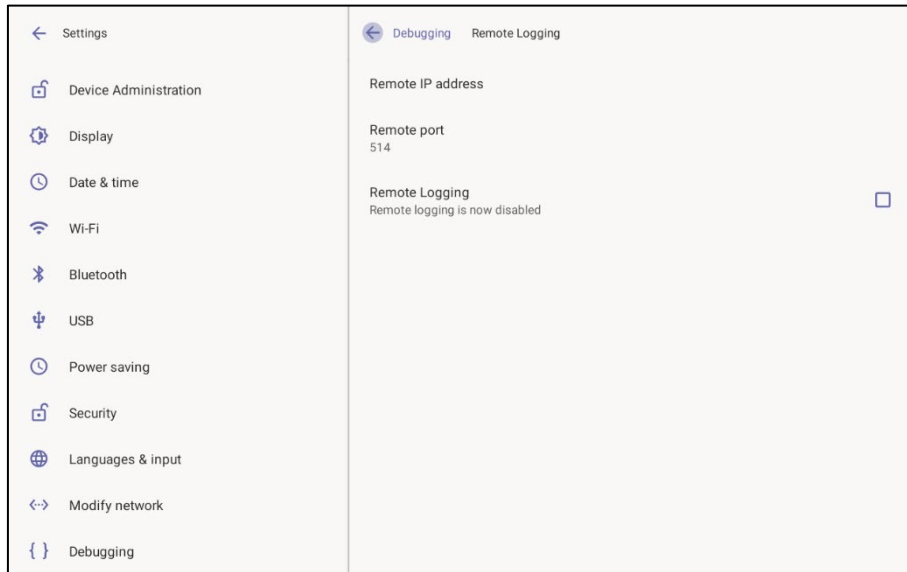 Settings
Device Administration
Display
Date & time
Wi-Fi
Bluetooth
USB
Power saving
Security
Languages & input
Modify network
Debugging
Debugging Remote Logging
Remote IP address
Remote port
514
Remote Logging
Remote logging is now disabled